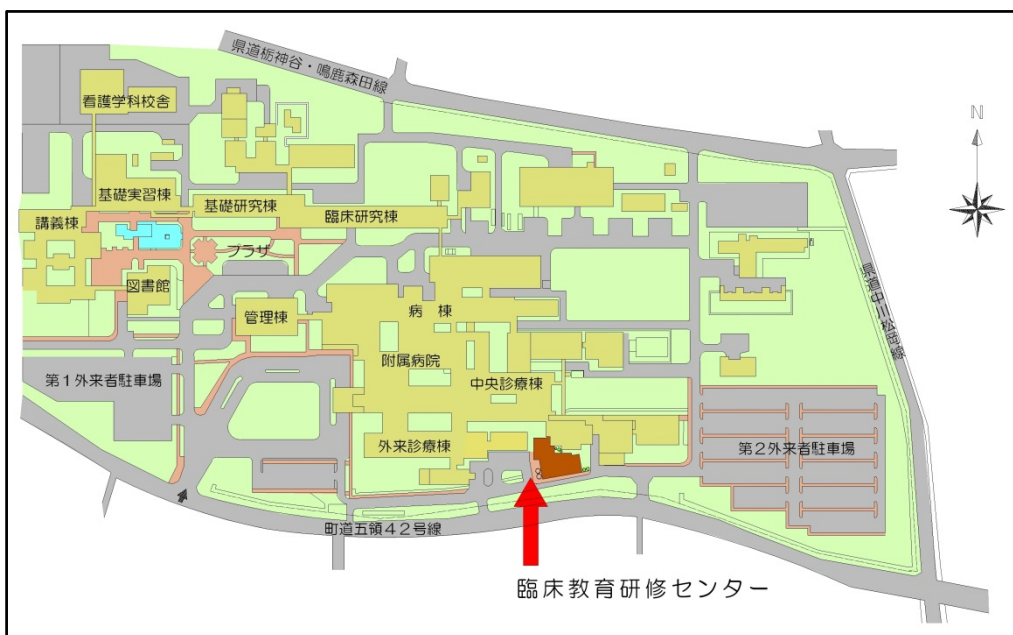 県道栃神谷・鳴鹿森田線
看護学科校舎
N
基礎実習棟
基礎研究棟
臨床研究棟
講義棟
プラザ
図書館
管理棟
病棟
附属病院
中央診療棟
県道中川松岡線
第1外来者駐車場
外来診療棟
第2外来者駐車場
町道五領42号線
臨床教育研修センター